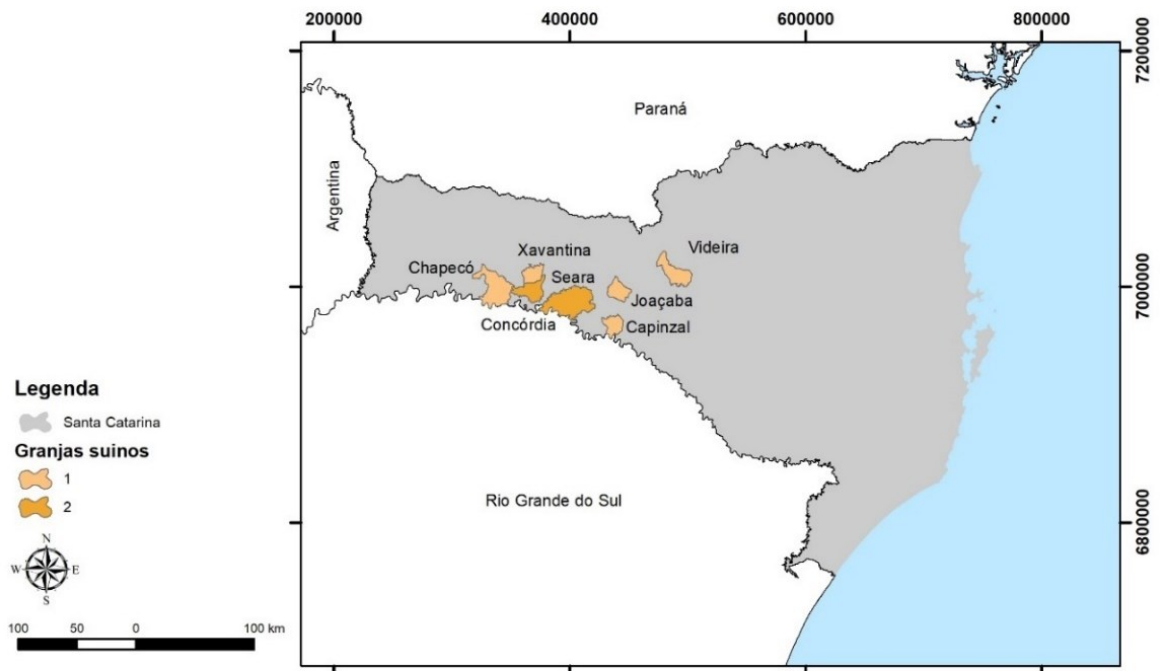 200000 400000 600000 800000
7200000
Paraná
Argentina
Xavantina
Videira
Chapecó
Seara
7000000
Joaçaba
Concórdia
Capinzal
Legenda
Santa Catarina
Granjas suinos
1
2
Rio Grande do Sul
6800000
N
W E
S
100 50 0 100 km